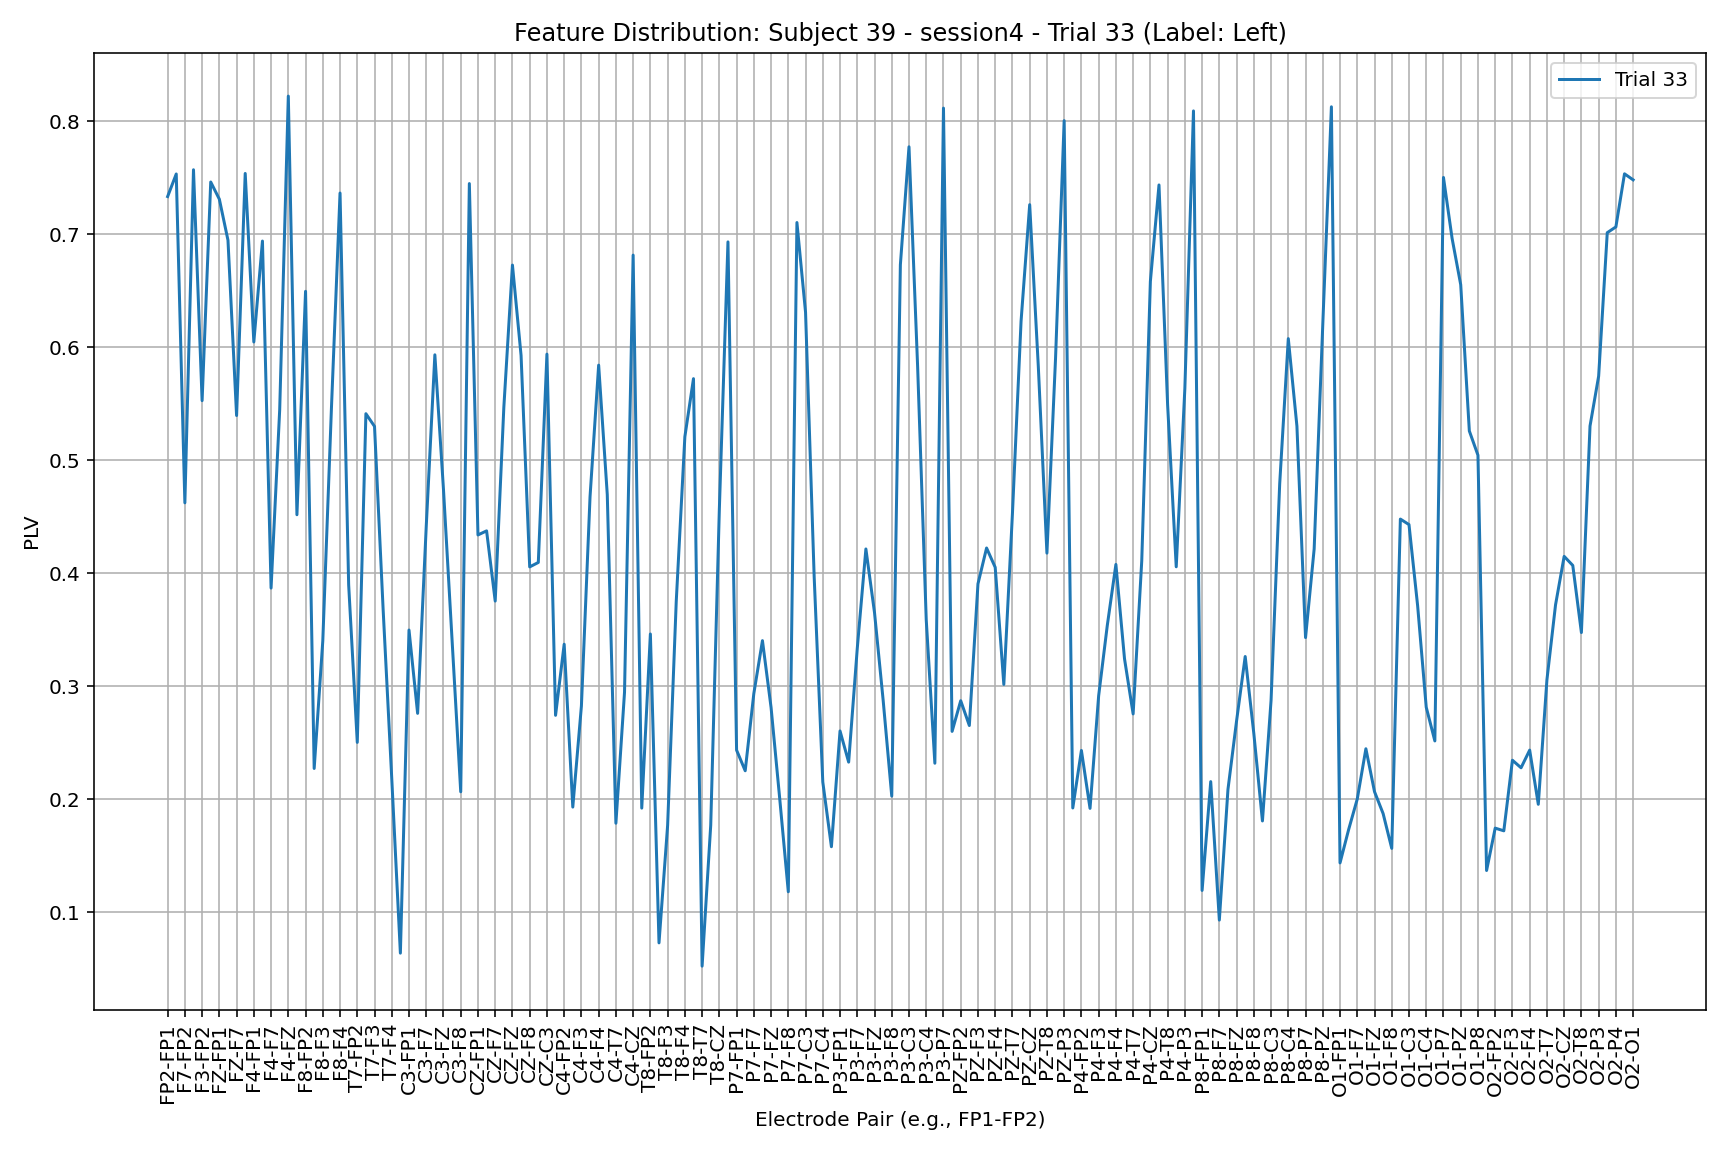 Feature Distribution: Subject 39 - session4 - Trial 33 (Label: Left)
Trial 33
PLV
0.8
0.7
0.6
0.5
0.4
0.3
0.2
0.1
FP2-FP1
F7-FP2
F3-FP2
FZ-FP1
FZ-F7
F4-FP1
F4-F7
F4-FZ
F8-FP2
F8-F3
F8-F4
T7-FP2
T7-F3
T7-F4
C3-FP1
C3-F7
C3-FZ
C3-F8
CZ-FP1
CZ-F7
CZ-FZ
CZ-F8
CZ-C3
C4-FP2
C4-F3
C4-F4
C4-T7
C4-CZ
T8-FP2
T8-F3
T8-F4
T8-T7
T8-CZ
P7-FP1
P7-F7
P7-FZ
P7-F8
P7-C3
P7-C4
P3-FP1
P3-F7
P3-FZ
P3-F8
P3-C3
P3-C4
P3-P7
PZ-FP2
PZ-F3
PZ-F4
PZ-T7
PZ-CZ
PZ-T8
PZ-P3
P4-FP2
P4-F3
P4-F4
P4-T7
P4-CZ
P4-T8
P4-P3
P8-FP1
P8-F7
P8-FZ
P8-F8
P8-C3
P8-C4
P8-P7
P8-PZ
O1-FP1
O1-F7
O1-FZ
O1-F8
O1-C3
O1-C4
O1-P7
O1-PZ
O1-P8
O2-FP2
O2-F3
O2-F4
O2-T7
O2-CZ
O2-T8
O2-P3
O2-P4
O2-O1
Electrode Pair (e.g., FP1-FP2)